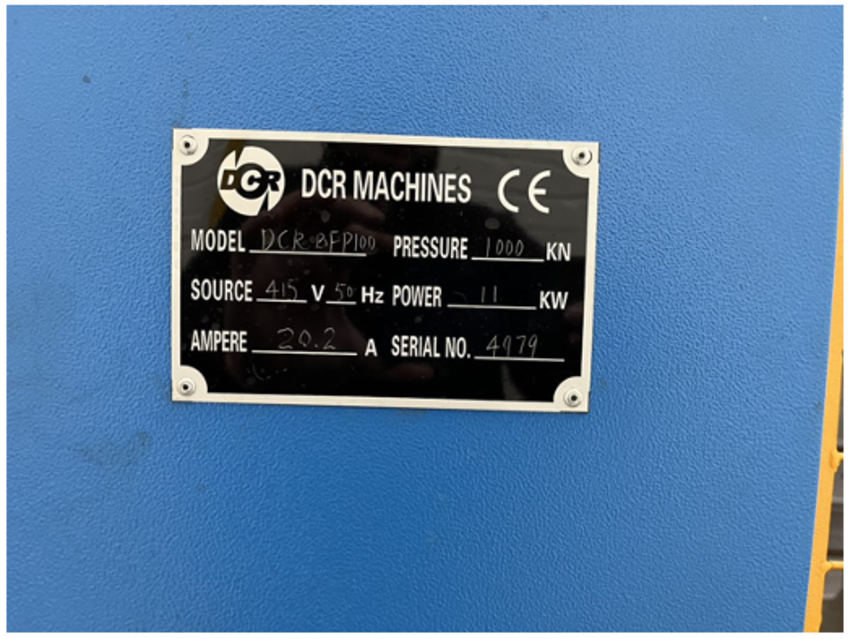 DCR DCR MACHINES CE
MODEL DCR BFP100 PRESSURE 1000 KN
SOURCE 415 V 50 Hz POWER 11 KW
AMPERE 20.2 A SERIAL NO. 4979